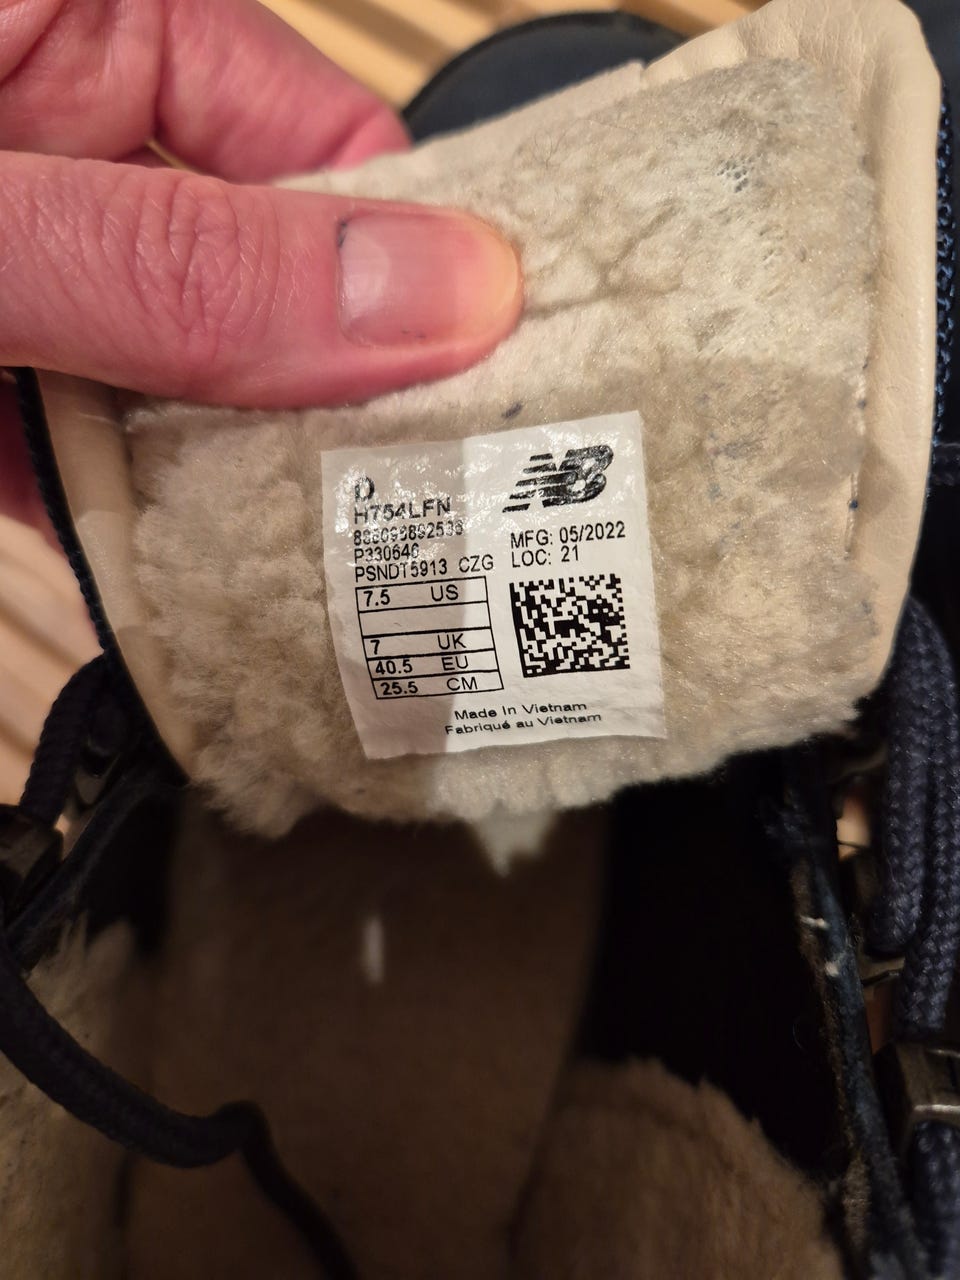 D
H754LFN
P330646
PSNDT5913 CZG
7.5 US
7 UK
40.5 EU
25.5 CM
NB
MFG: 05/2022
LOC: 21
Made In Vietnam
Fabriqué au Vietnam